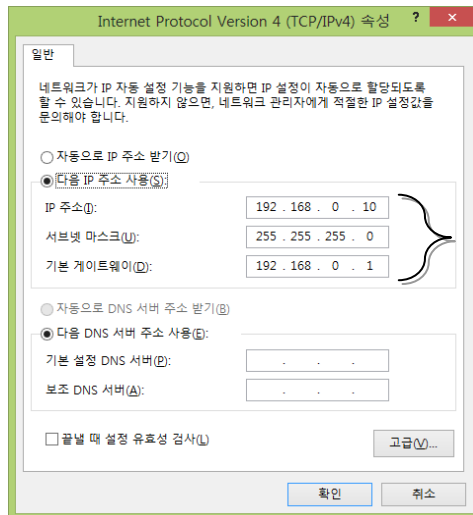 Internet Protocol Version 4 (TCP/IPv4) 속성 ? ×
일반
네트워크가 IP 자동 설정 기능을 지원하면 IP 설정이 자동으로 할당되도록
할 수 있습니다. 지원하지 않으면, 네트워크 관리자에게 적절한 IP 설정값을
문의해야 합니다.
자동으로 IP 주소 받기(O)
다음 IP 주소 사용(S):
IP 주소(I): 192 . 168 . 0 . 10
서브넷 마스크(U): 255 . 255 . 255 . 0
기본 게이트웨이(D): 192 . 168 . 0 . 1
자동으로 DNS 서버 주소 받기(B)
다음 DNS 서버 주소 사용(E):
기본 설정 DNS 서버(P): . . .
보조 DNS 서버(A): . . .
끝낼 때 설정 유효성 검사(L)
고급(V)...
확인 취소